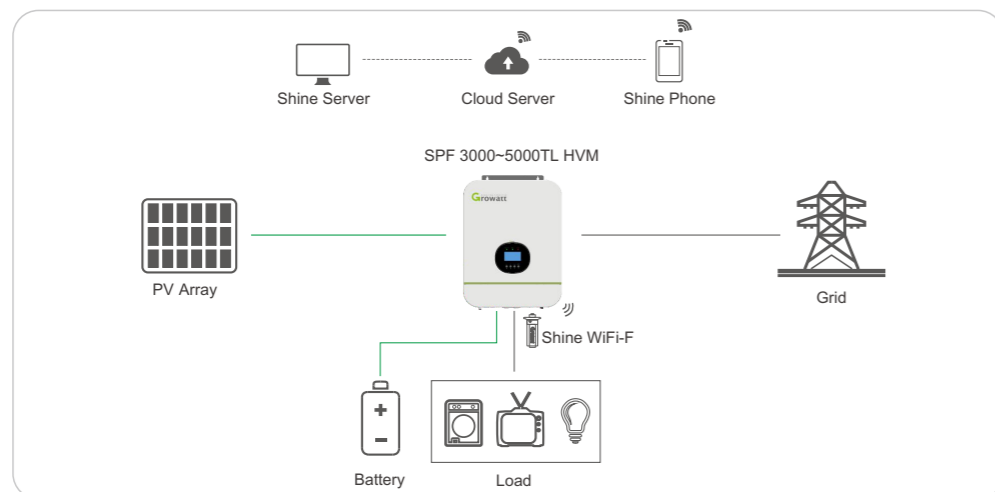 Shine Server
Cloud Server
Shine Phone
SPF 3000~5000TL HVM
Growatt
PV Array
Grid
Shine WiFi-F
+
−
Battery
Load